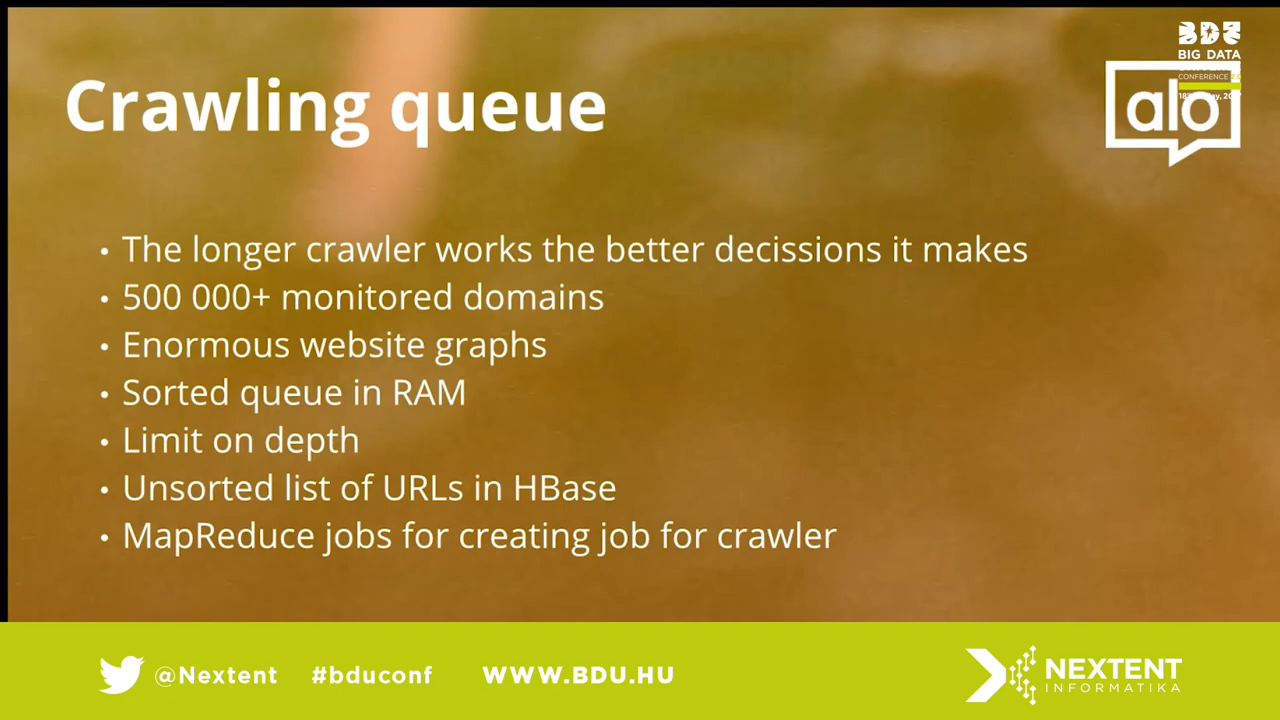 BDU
BIG DATA
CONFERENCE
Crawling queue
alo
• The longer crawler works the better decissions it makes
• 500 000+ monitored domains
• Enormous website graphs
• Sorted queue in RAM
• Limit on depth
• Unsorted list of URLs in HBase
• MapReduce jobs for creating job for crawler
@Nextent #bduconf WWW.BDU.HU
NEXTENT
INFORMATIKA